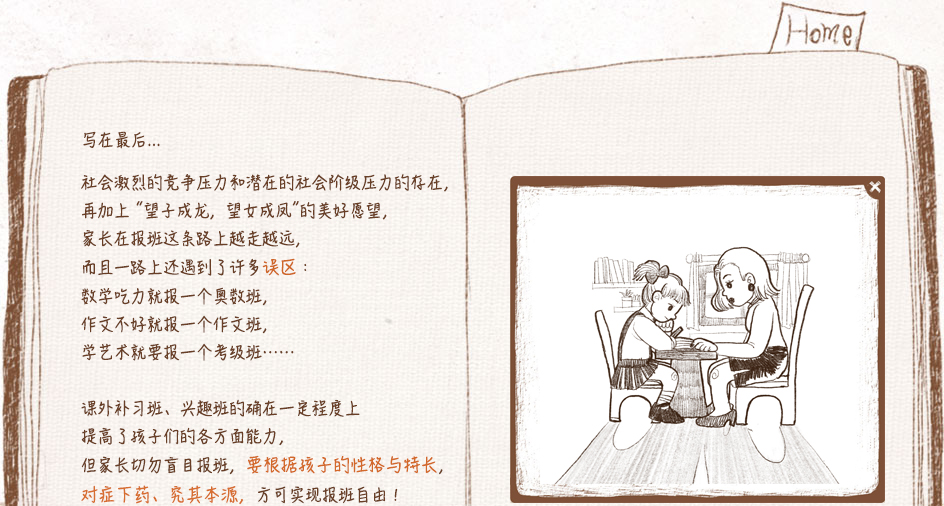 Home
写在最后...
社会激烈的竞争压力和潜在的社会阶级压力的存在,
再加上“望子成龙, 望女成凤”的美好愿望,
家长在报班这条路上越走越远,
而且一路上还遇到了许多误区：
数学吃力就报一个奥数班,
作文不好就报一个作文班,
学艺术就要报一个考级班……
课外补习班、兴趣班的确在一定程度上
提高了孩子们的各方面能力,
但家长切勿盲目报班, 要根据孩子的性格与特长,
对症下药、究其本源, 方可实现报班自由！